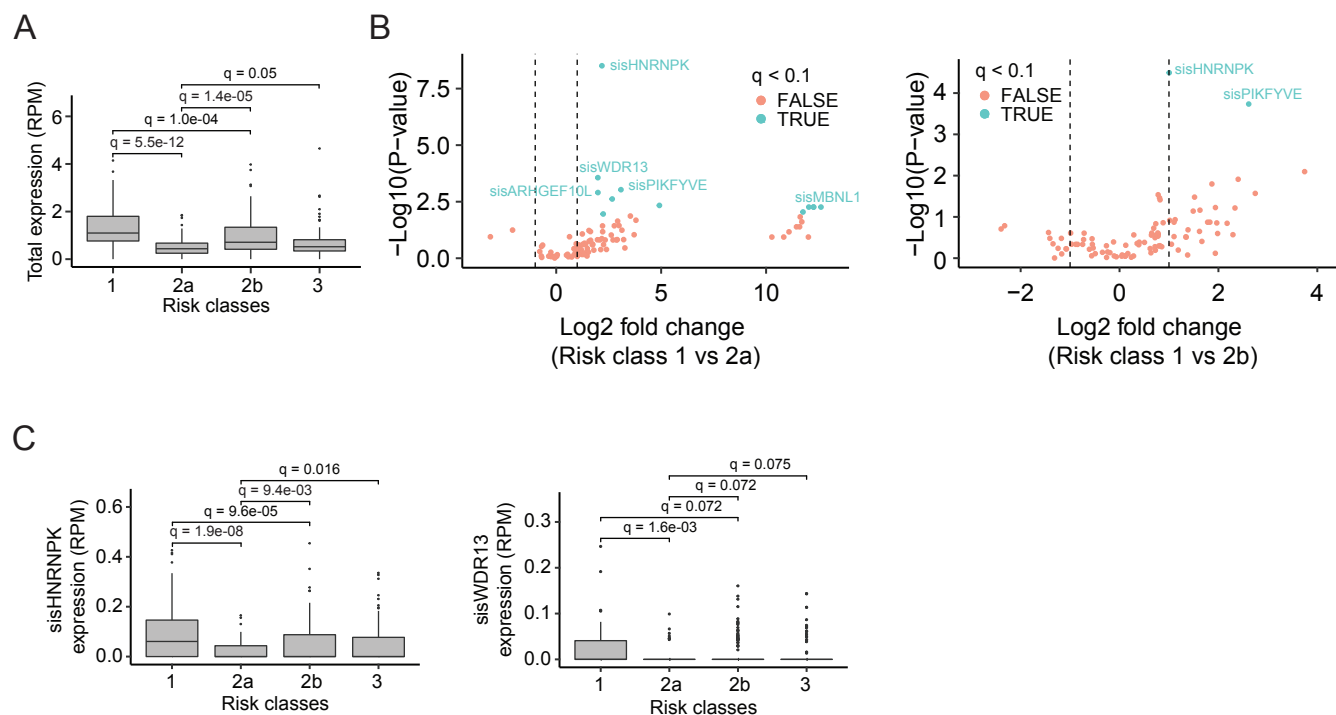 A
q = 0.05
q = 1.4e-05
q = 1.0e-04
q = 5.5e-12
Total expression (RPM)
6
4
2
0
1 2a 2b 3
Risk classes
B
−Log10(P−value)
7.5
5.0
2.5
0.0
sisHNRNPK
sisWDR13
sisARHGEF10L
sisPIKFYVE
sisMBNL1
q < 0.1
FALSE
TRUE
0 5 10
Log2 fold change
(Risk class 1 vs 2a)
−Log10(P−value)
4
3
2
1
0
q < 0.1
FALSE
TRUE
sisHNRNPK
sisPIKFYVE
−2 0 2 4
Log2 fold change
(Risk class 1 vs 2b)
C
q = 0.016
q = 9.4e-03
q = 9.6e-05
q = 1.9e-08
sisHNRNPK
expression (RPM)
0.6
0.4
0.2
0.0
1 2a 2b 3
Risk classes
q = 0.075
q = 0.072
q = 0.072
q = 1.6e-03
sisWDR13
expression (RPM)
0.3
0.2
0.1
0.0
1 2a 2b 3
Risk classes